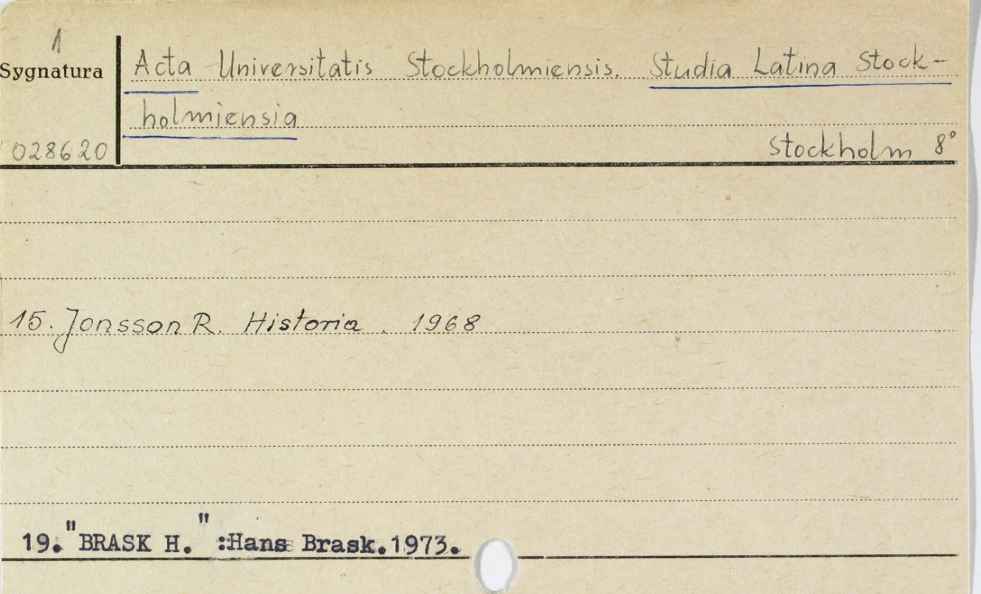 1
Sygnatura
Acta Universitatis Stockholmiensis. Studia Latina Stock-
holmiensia
028620
Stockholm 8°
15. Jonsson R. Historia. 1968
19."BRASK H.":Hans Brask.1973.